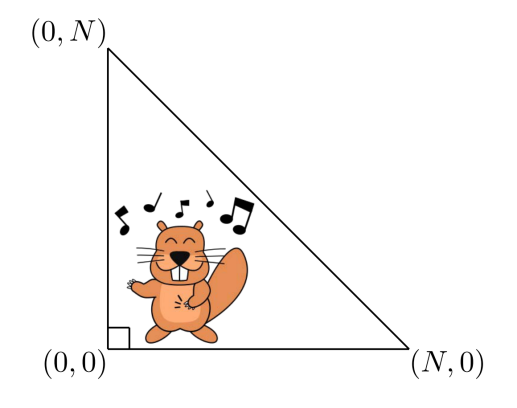 (0, N)
(0, 0)
(N, 0)